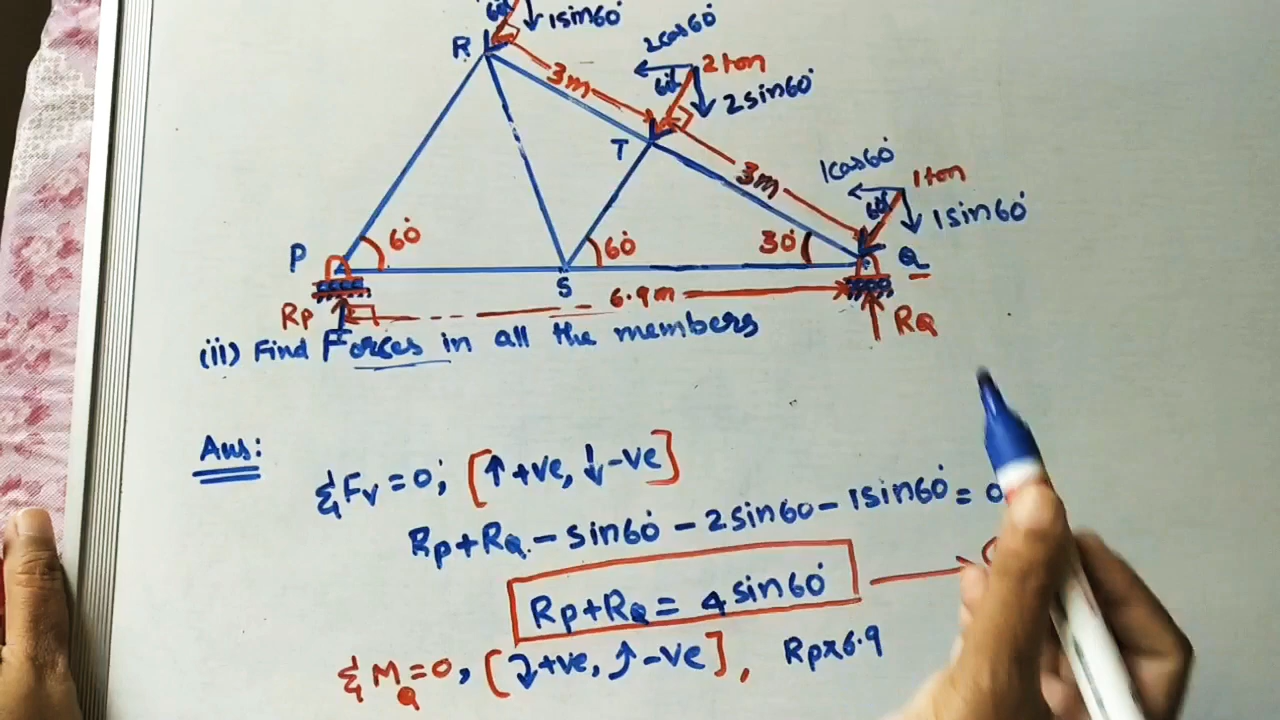 60°
1sin60°
R
3m
2cos60°
60°
2ton
2sin60°
T
3m
1cos60°
60°
1ton
1sin60°
P
60°
60°
30°
Q
S
6.9m
Rp
RQ
(ii) Find Forces in all the members
Ans:
ΣFv=0; [↑+ve, ↓-ve]
Rp+RQ - sin60° - 2sin60 - 1sin60° = 0
Rp+RQ = 4sin60°
ΣMQ=0, [↷+ve, ⤴-ve], Rp×6.9